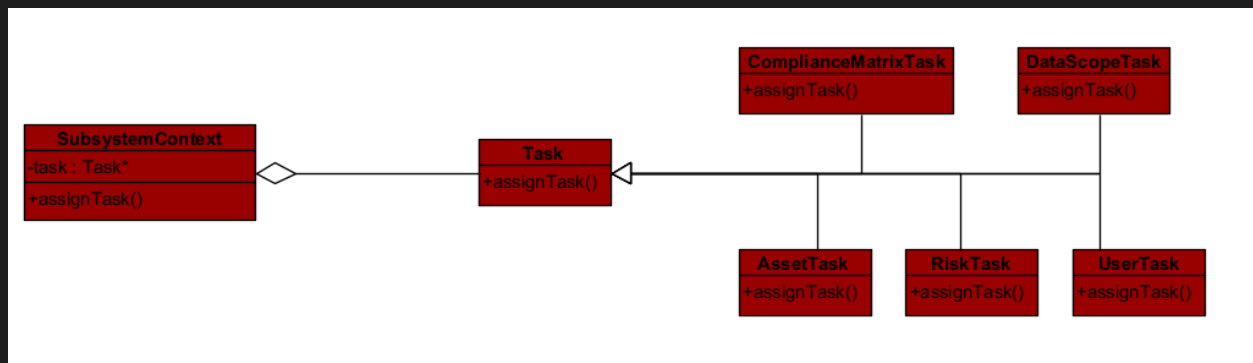 SubsystemContext
-task : Task*
+assignTask()
Task
+assignTask()
ComplianceMatrixTask
+assignTask()
DataScopeTask
+assignTask()
AssetTask
+assignTask()
RiskTask
+assignTask()
UserTask
+assignTask()